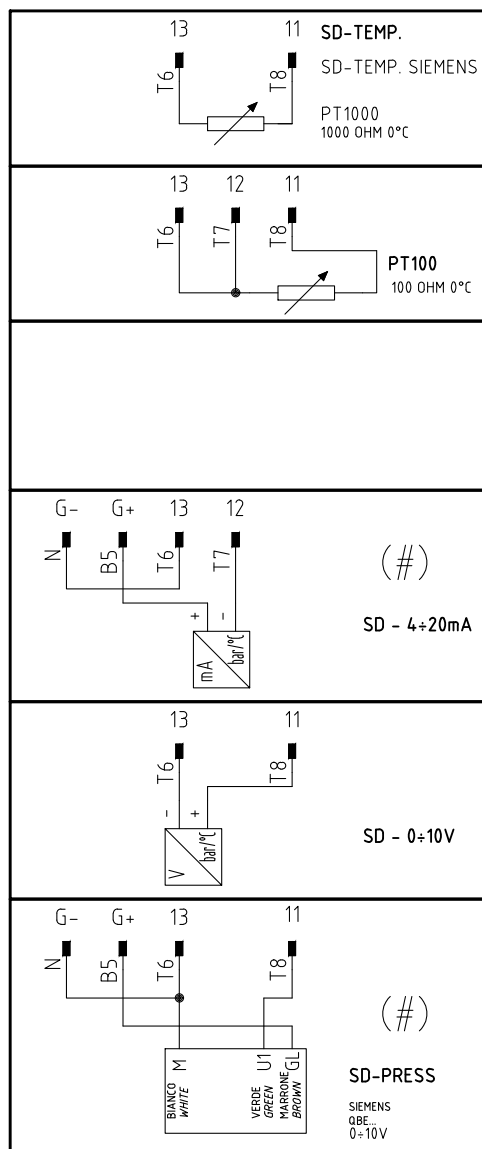 13 11 SD-TEMP.
T6 T8 SD-TEMP. SIEMENS
PT1000
1000 OHM 0°C
13 12 11
T6 T7 T8
PT100
100 OHM 0°C
G- G+ 13 12
N B5 T6 T7
(#)
+ -
mA bar/°C
SD - 4÷20mA
13 11
T6 T8
- +
V bar/°C
SD - 0÷10V
G- G+ 13 11
N B5 T6 T8
(#)
M U1 GL
BIANCO
WHITE
VERDE
GREEN
MARRONE
BROWN
SD-PRESS
SIEMENS
QBE...
0÷10V